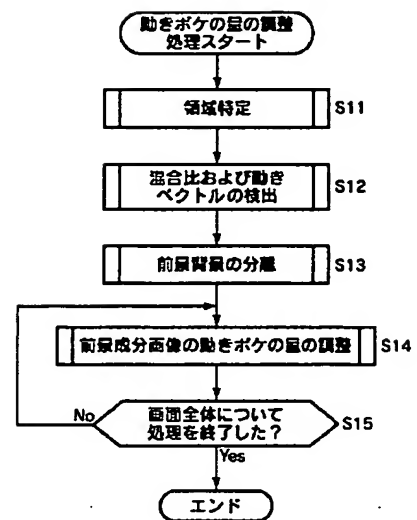 動きボケの量の調整
処理スタート
領域特定
S11
混合比および動き
ベクトルの検出
S12
前景背景の分離
S13
前景成分画像の動きボケの量の調整
S14
画面全体について
処理を終了した?
S15
No
Yes
エンド